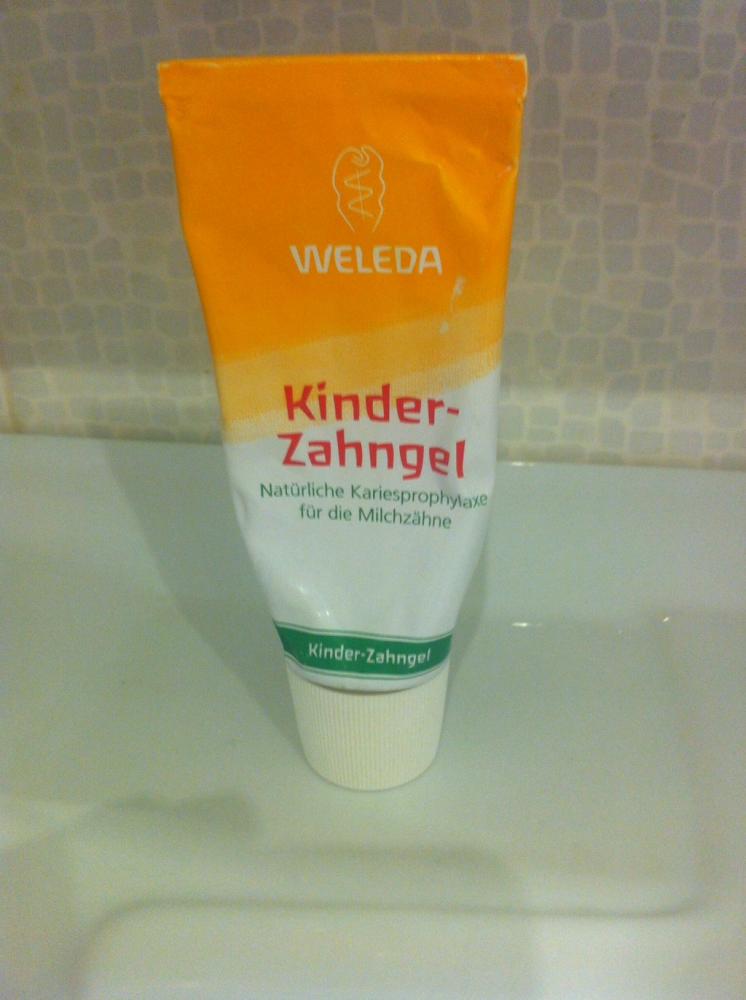 WELEDA
Kinder-
Zahngel
Natürliche Kariesprophylaxe
für die Milchzähne
Kinder-Zahngel